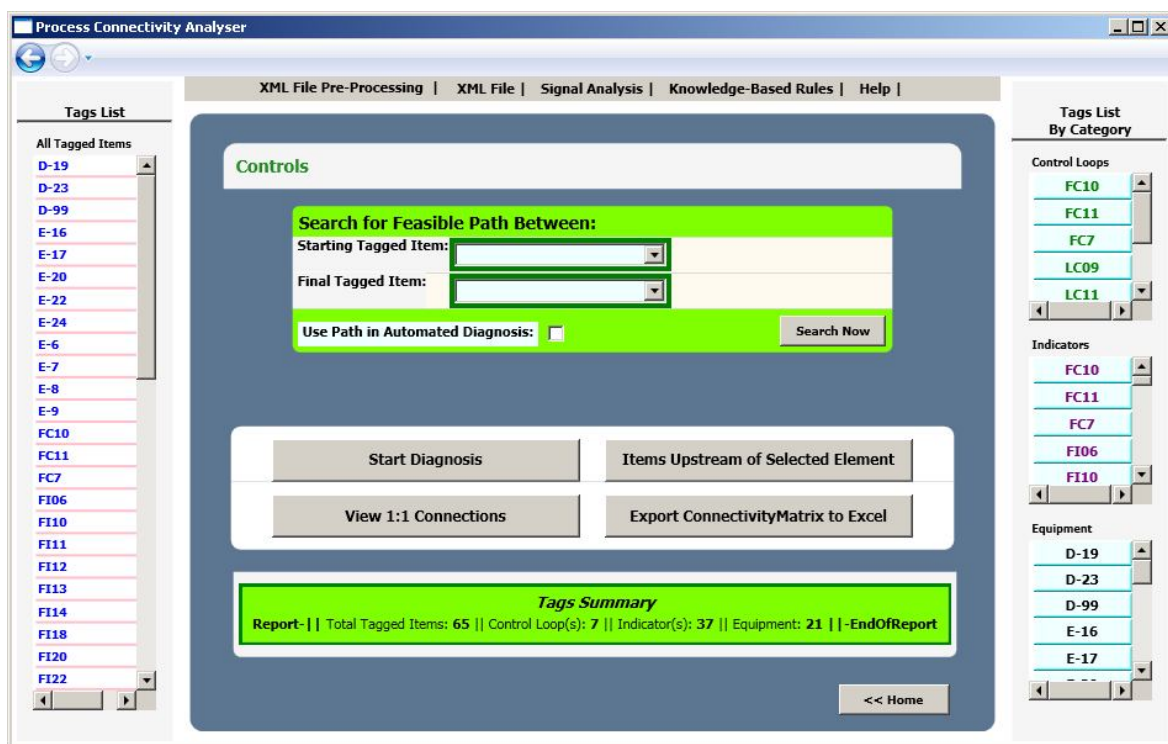 Process Connectivity Analyser
XML File Pre-Processing | XML File | Signal Analysis | Knowledge-Based Rules | Help |
Tags List
All Tagged Items
D-19
D-23
D-99
E-16
E-17
E-20
E-22
E-24
E-6
E-7
E-8
E-9
FC10
FC11
FC7
FI06
FI10
FI11
FI12
FI13
FI14
FI18
FI20
FI22
Controls
Search for Feasible Path Between:
Starting Tagged Item:
Final Tagged Item:
Use Path in Automated Diagnosis:
Search Now
Start Diagnosis
Items Upstream of Selected Element
View 1:1 Connections
Export ConnectivityMatrix to Excel
Tags Summary
Report-|| Total Tagged Items: 65 || Control Loop(s): 7 || Indicator(s): 37 || Equipment: 21 ||-EndOfReport
<< Home
Tags List
By Category
Control Loops
FC10
FC11
FC7
LC09
LC11
Indicators
FC10
FC11
FC7
FI06
FI10
Equipment
D-19
D-23
D-99
E-16
E-17